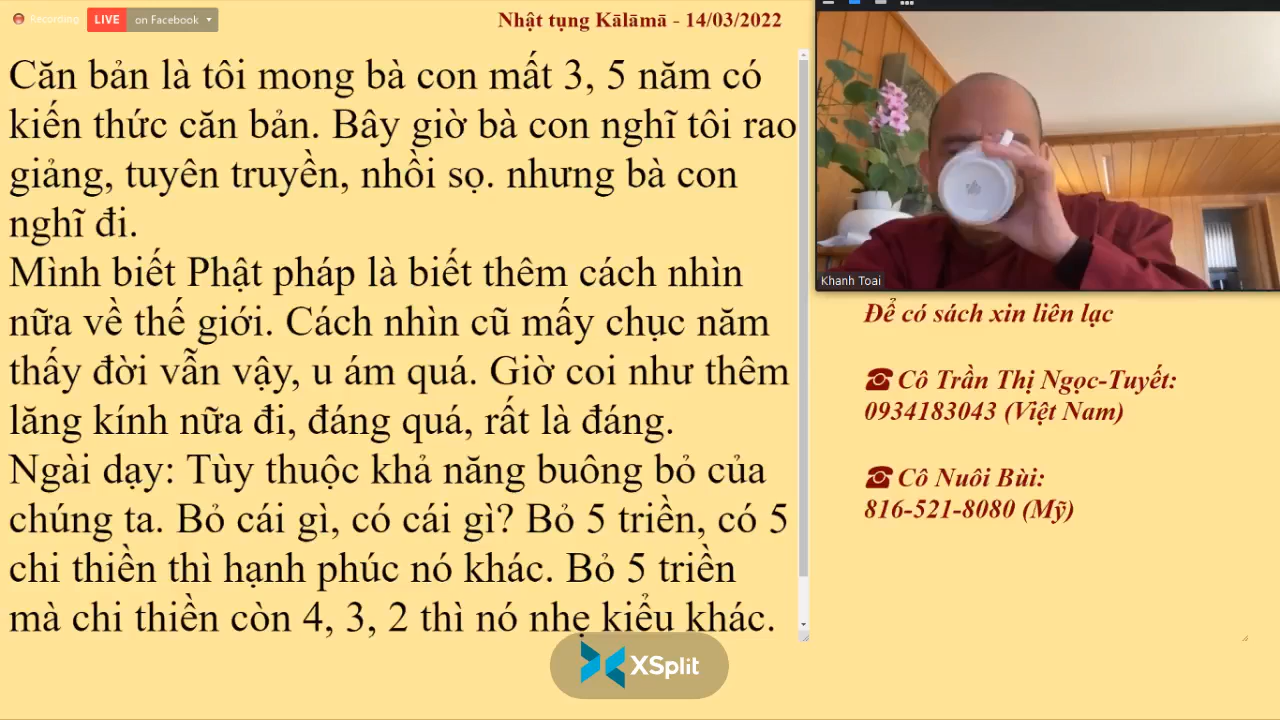 Recording
LIVE on Facebook
Nhật tụng Kālāmā - 14/03/2022
Căn bản là tôi mong bà con mất 3, 5 năm có
kiến thức căn bản. Bây giờ bà con nghĩ tôi rao
giảng, tuyên truyền, nhồi sọ. nhưng bà con
nghĩ đi.
Mình biết Phật pháp là biết thêm cách nhìn
nữa về thế giới. Cách nhìn cũ mấy chục năm
thấy đời vẫn vậy, u ám quá. Giờ coi như thêm
lăng kính nữa đi, đáng quá, rất là đáng.
Ngài dạy: Tùy thuộc khả năng buông bỏ của
chúng ta. Bỏ cái gì, có cái gì? Bỏ 5 triền, có 5
chi thiền thì hạnh phúc nó khác. Bỏ 5 triền
mà chi thiền còn 4, 3, 2 thì nó nhẹ kiểu khác.
Khanh Toai
Để có sách xin liên lạc
☎ Cô Trần Thị Ngọc-Tuyết:
0934183043 (Việt Nam)
☎ Cô Nuôi Bùi:
816-521-8080 (Mỹ)
XSplit